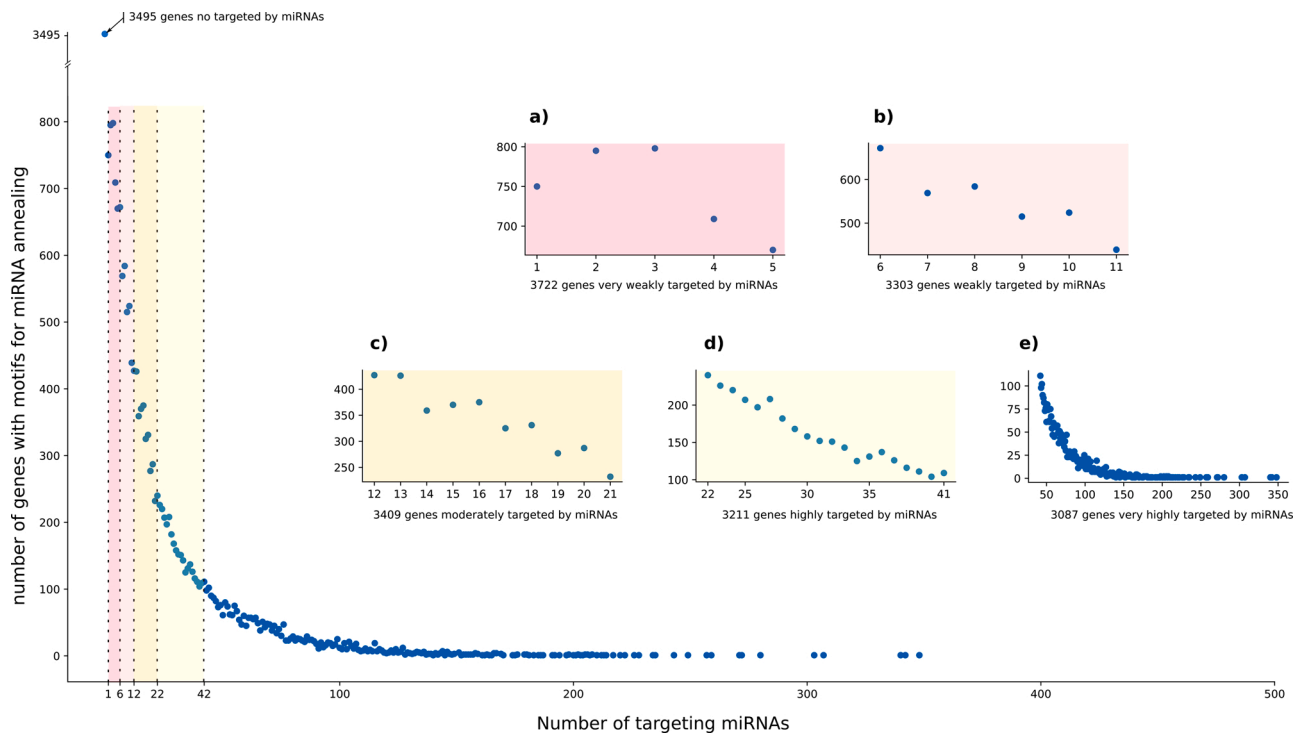 3495 genes no targeted by miRNAs
3495
800
700
600
500
400
300
200
100
0
number of genes with motifs for miRNA annealing
1 6 12 22 42 100 200 300 400 500
Number of targeting miRNAs
a)
800
750
700
1 2 3 4 5
3722 genes very weakly targeted by miRNAs
b)
600
500
6 7 8 9 10 11
3303 genes weakly targeted by miRNAs
c)
400
350
300
250
12 13 14 15 16 17 18 19 20 21
3409 genes moderately targeted by miRNAs
d)
200
150
100
22 25 30 35 41
3211 genes highly targeted by miRNAs
e)
100
75
50
25
0
50 100 150 200 250 300 350
3087 genes very highly targeted by miRNAs